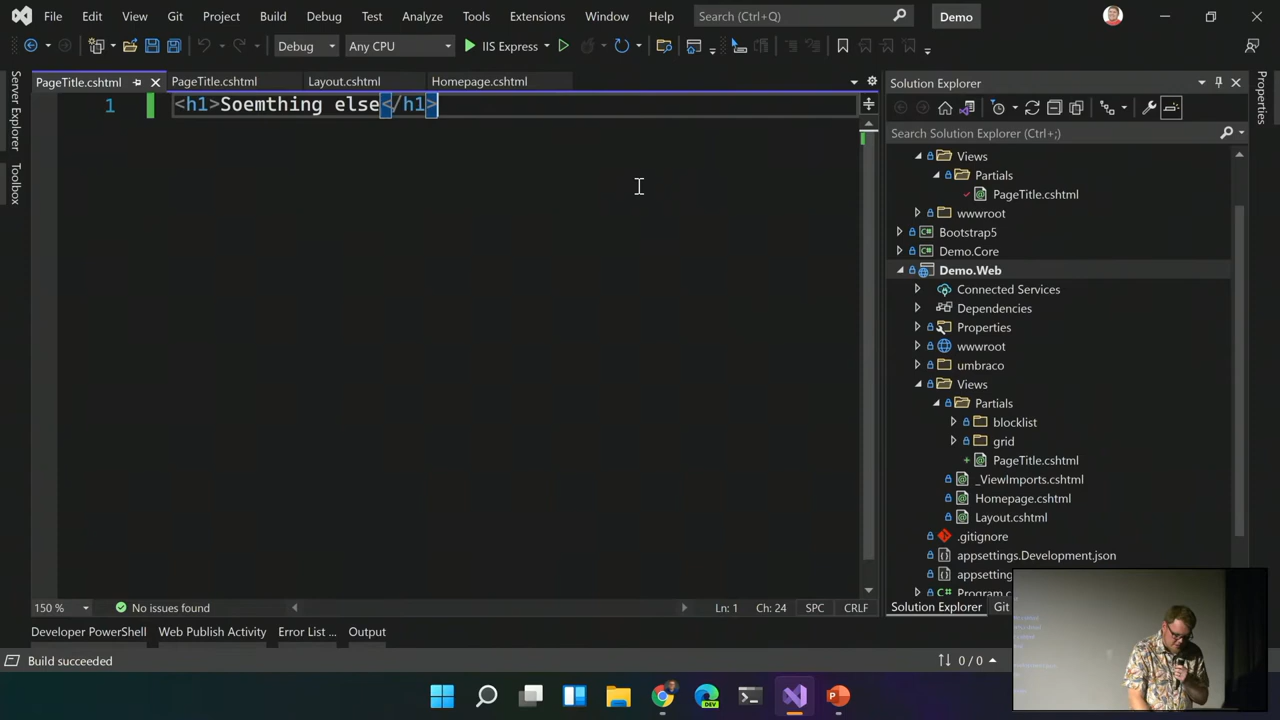 File Edit View Git Project Build Debug Test Analyze Tools Extensions Window Help Search (Ctrl+Q) Demo
Debug Any CPU IIS Express
PageTitle.cshtml PageTitle.cshtml Layout.cshtml Homepage.cshtml
1 <h1>Soemthing else</h1>
Server Explorer
Toolbox
Solution Explorer
Search Solution Explorer (Ctrl+;)
Views
Partials
PageTitle.cshtml
wwwroot
Bootstrap5
Demo.Core
Demo.Web
Connected Services
Dependencies
Properties
wwwroot
umbraco
Views
Partials
blocklist
grid
PageTitle.cshtml
_ViewImports.cshtml
Homepage.cshtml
Layout.cshtml
.gitignore
appsettings.Development.json
appsetting
Program.c
Solution Explorer Git
Properties
150 % No issues found Ln: 1 Ch: 24 SPC CRLF
Developer PowerShell Web Publish Activity Error List ... Output
Build succeeded 0 / 0
DEV